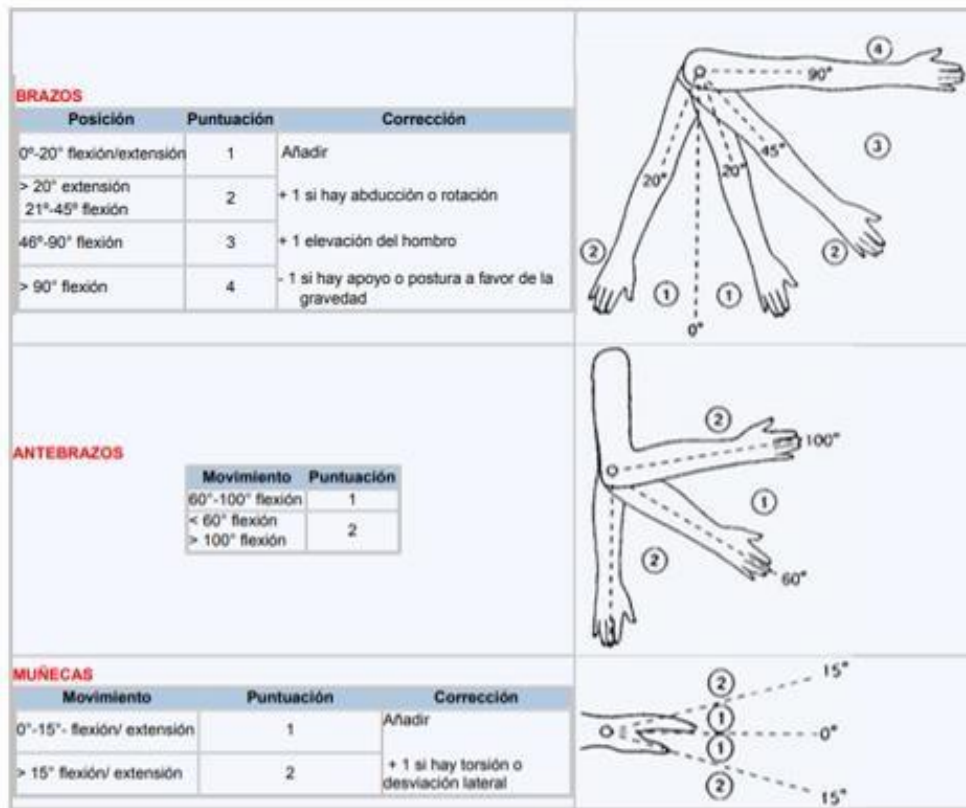 BRAZOS
Posición Puntuación Corrección
0º-20° flexión/extensión 1 Añadir
> 20° extensión
21º-45º flexión 2 + 1 si hay abducción o rotación
46º-90° flexión 3 + 1 elevación del hombro
> 90° flexión 4 - 1 si hay apoyo o postura a favor de la
gravedad
4
90°
3
45°
20° 20°
2 2
1 1
0°
ANTEBRAZOS
Movimiento Puntuación
60°-100° flexión 1
< 60° flexión
> 100° flexión 2
2
100°
1
2
60°
MUÑECAS
Movimiento Puntuación Corrección
0°-15°- flexión/ extensión 1 Añadir
> 15° flexión/ extensión 2 + 1 si hay torsión o
desviación lateral
15°
2
1
0°
1
2
15°